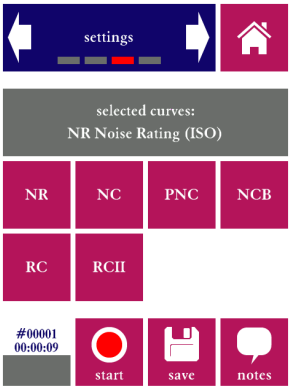 settings
selected curves:
NR Noise Rating (ISO)
NR
NC
PNC
NCB
RC
RCII
#00001
00:00:09
start
save
notes